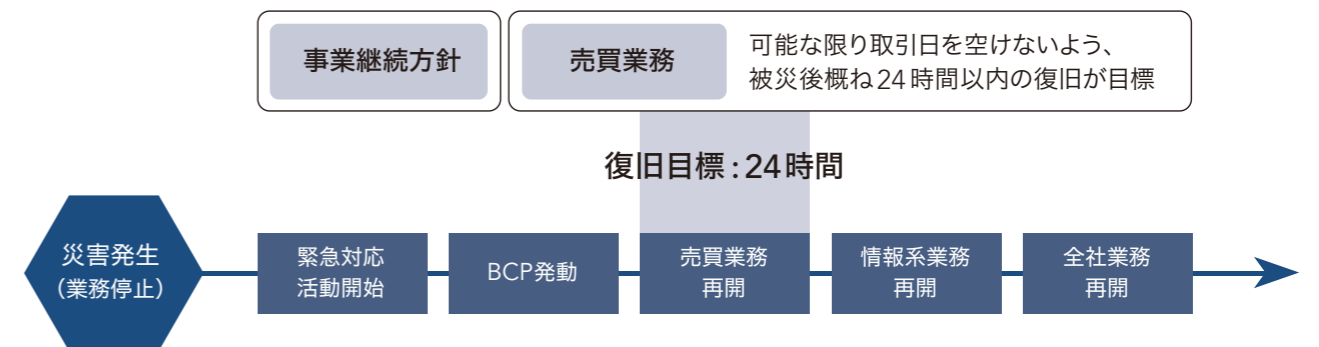 事業継続方針
売買業務
可能な限り取引日を空けないよう、
被災後概ね24時間以内の復旧が目標
復旧目標:24時間
災害発生
（業務停止）
緊急対応
活動開始
BCP発動
売買業務
再開
情報系業務
再開
全社業務
再開